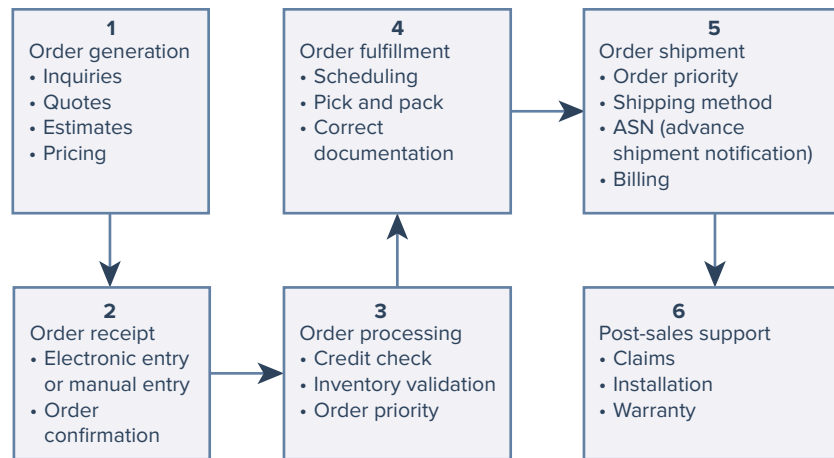 1
Order generation
• Inquiries
• Quotes
• Estimates
• Pricing
2
Order receipt
• Electronic entry
or manual entry
• Order
confirmation
3
Order processing
• Credit check
• Inventory validation
• Order priority
4
Order fulfillment
• Scheduling
• Pick and pack
• Correct
documentation
5
Order shipment
• Order priority
• Shipping method
• ASN (advance
shipment notification)
• Billing
6
Post-sales support
• Claims
• Installation
• Warranty